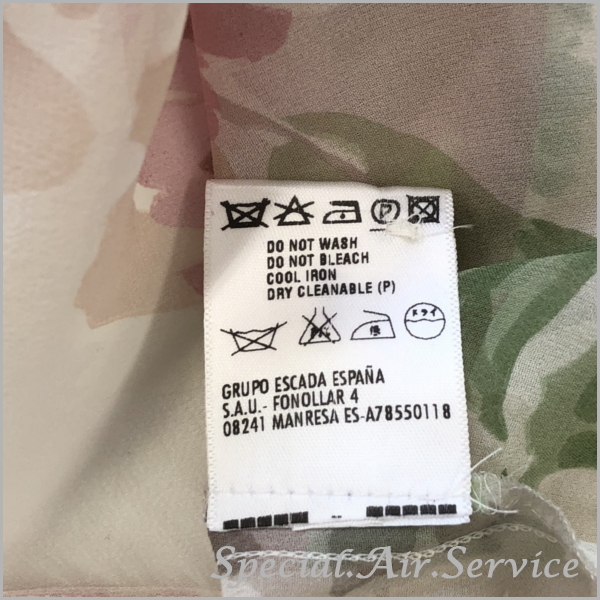 P
DO NOT WASH
DO NOT BLEACH
COOL IRON
DRY CLEANABLE (P)
低 ドライ
GRUPO ESCADA ESPAÑA
S.A.U.- FONOLLAR 4
08241 MANRESA ES-A78550118
Special.Air.Service